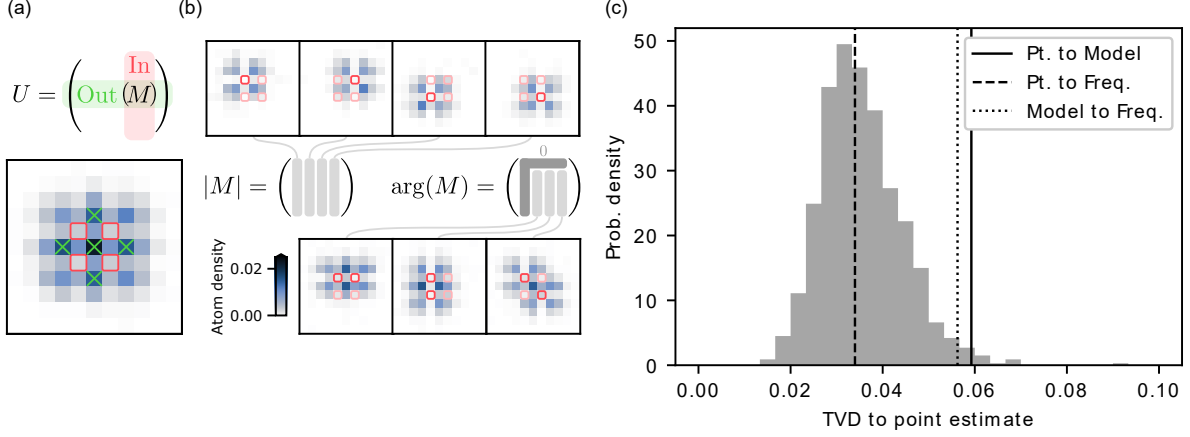 (a)
(b)
(c)
U = ( In Out (M) )
|M| = ( )
arg(M) = ( )
0
Atom density
0.02
0.00
Prob. density
50
40
30
20
10
0
Pt. to Model
Pt. to Freq.
Model to Freq.
0.00 0.02 0.04 0.06 0.08 0.10
TVD to point estimate